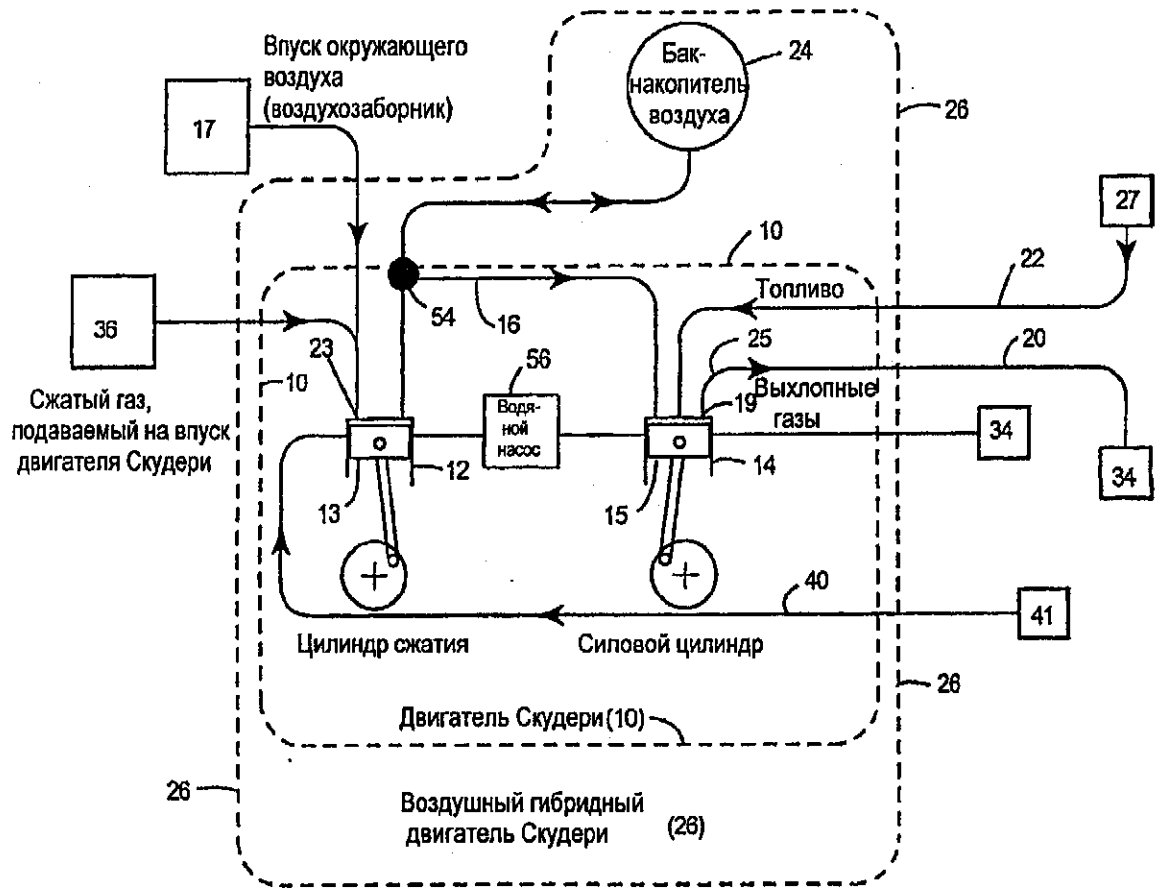 Впуск окружающего
воздуха
(воздухозаборник)
17
Бак-
накопитель
воздуха
24
26
27
10
22
Топливо
36
54
16
23
10
25
20
56
Водя-
ной
насос
19
Выхлопные
газы
Сжатый газ,
подаваемый на впуск
двигателя Скудери
34
34
12
14
13
15
40
41
Цилиндр сжатия
Силовой цилиндр
26
Двигатель Скудери (10)
26
Воздушный гибридный
двигатель Скудери
(26)